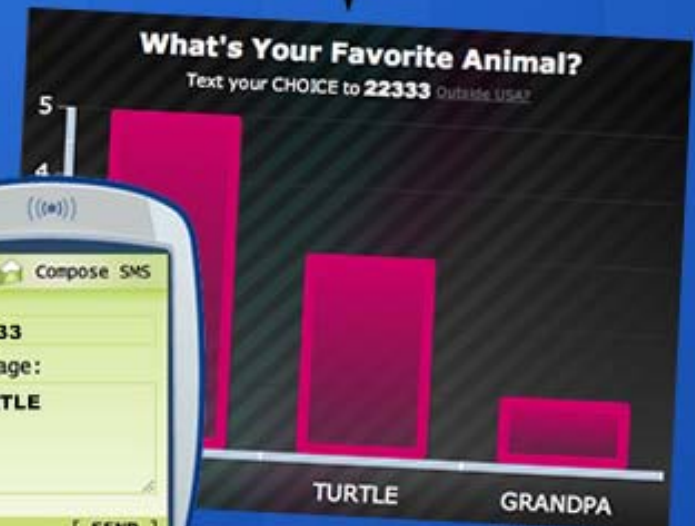 What's Your Favorite Animal?
Text your CHOICE to 22333 Outside USA?
5
4
TURTLE
GRANDPA
Compose SMS
33
age:
TLE
[ SEND ]